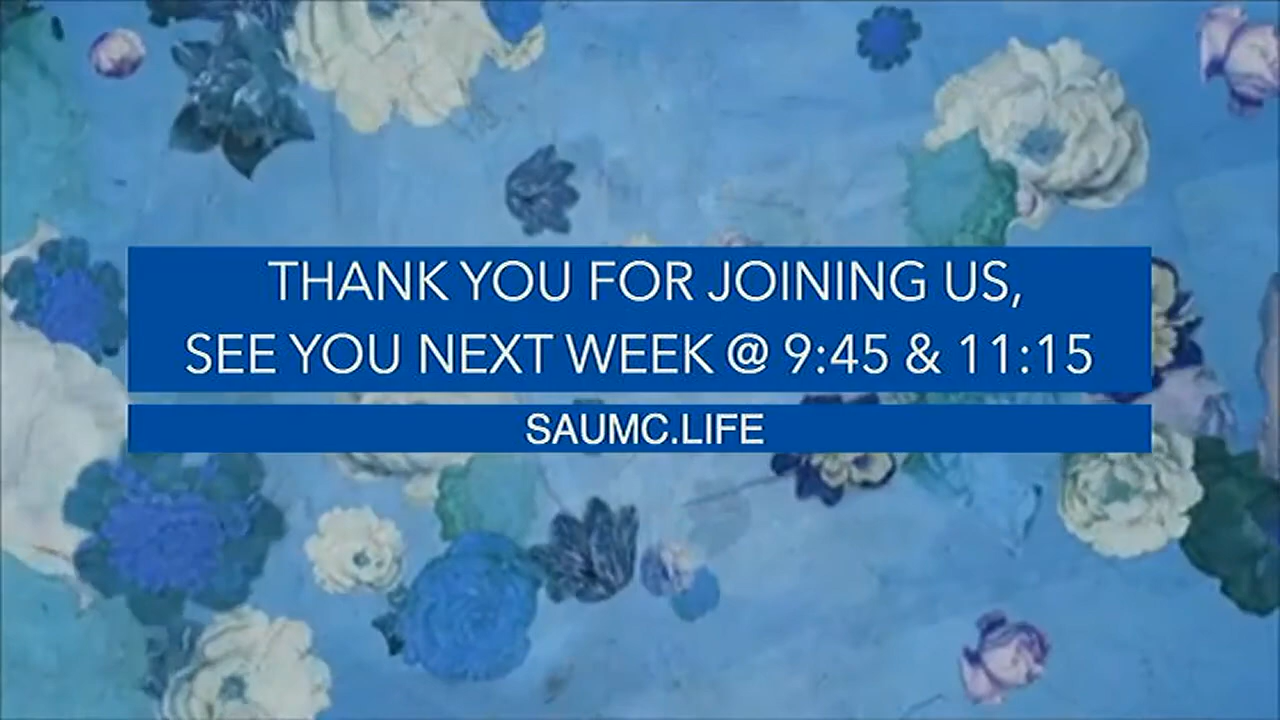 THANK YOU FOR JOINING US,
SEE YOU NEXT WEEK @ 9:45 & 11:15
SAUMC.LIFE